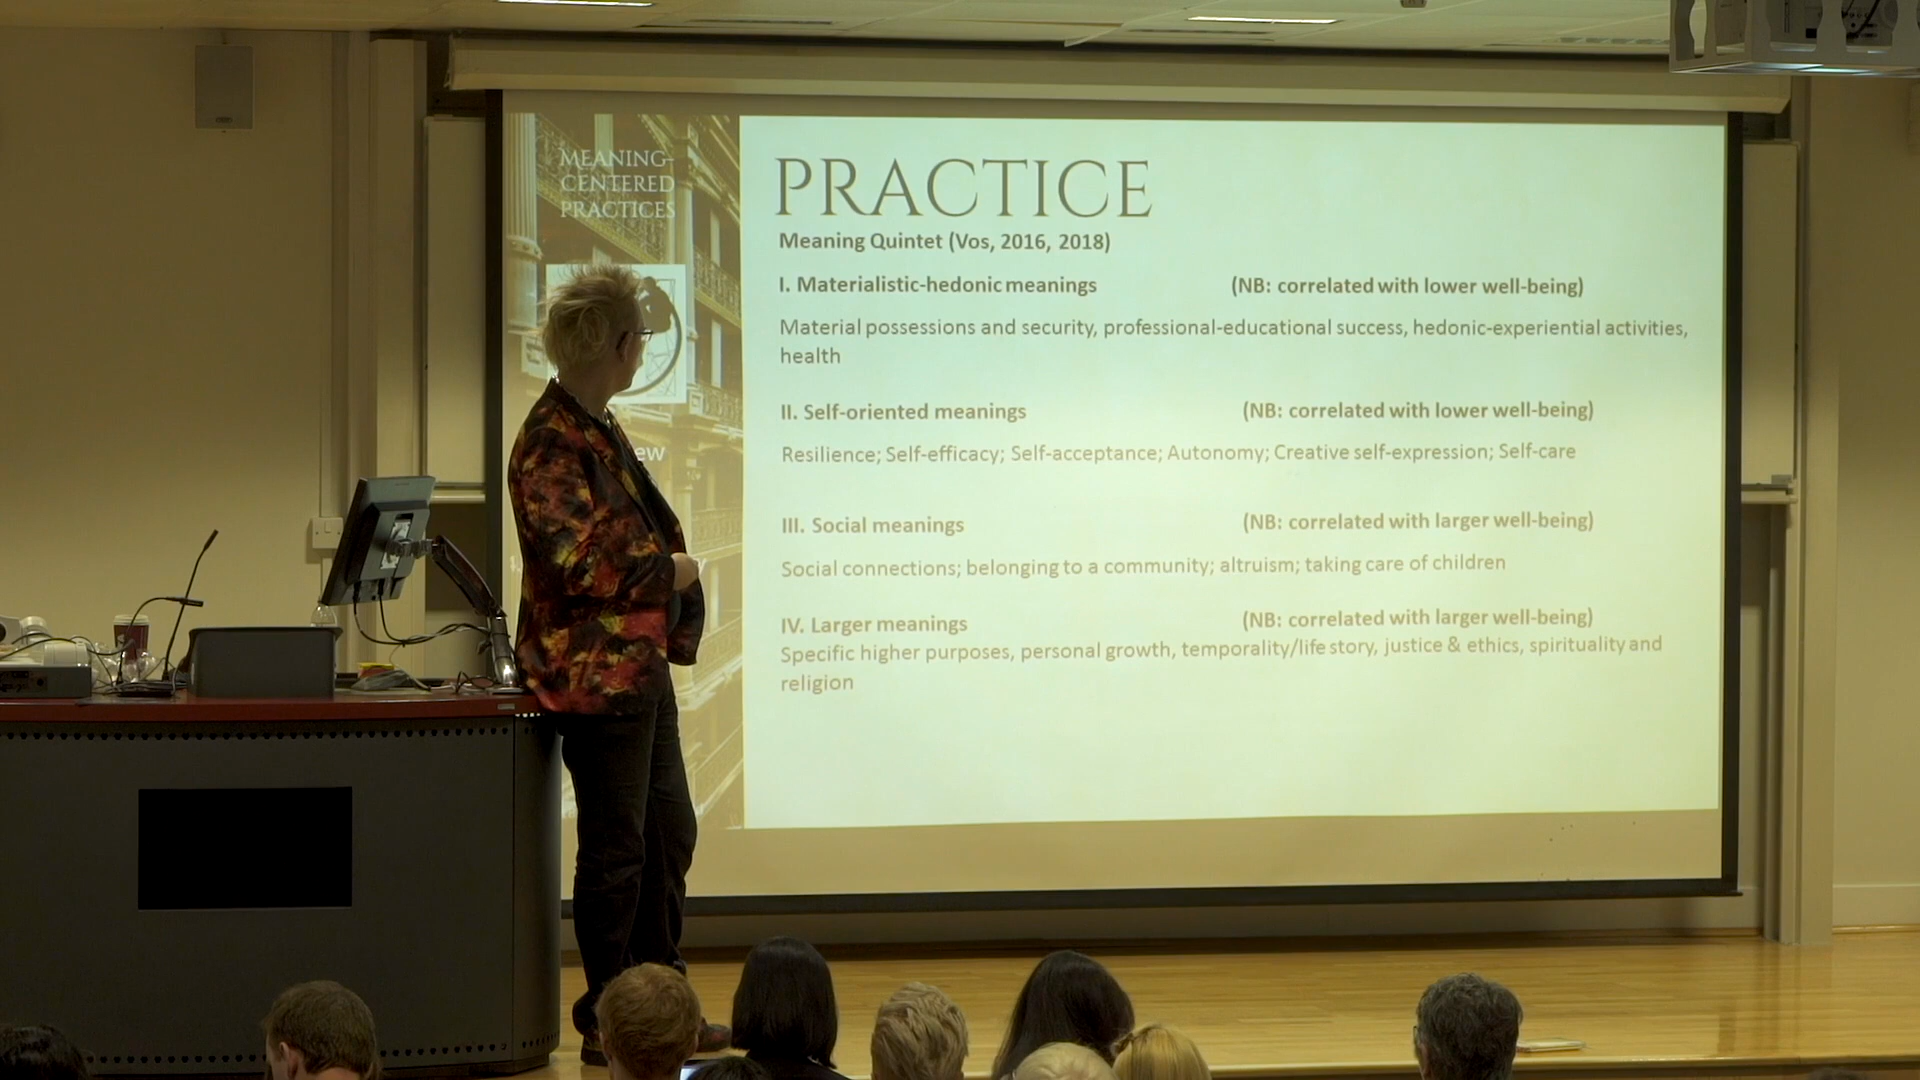 MEANING-
CENTERED
PRACTICES
PRACTICE
Meaning Quintet (Vos, 2016, 2018)
I. Materialistic-hedonic meanings (NB: correlated with lower well-being)
Material possessions and security, professional-educational success, hedonic-experiential activities,
health
II. Self-oriented meanings (NB: correlated with lower well-being)
Resilience; Self-efficacy; Self-acceptance; Autonomy; Creative self-expression; Self-care
III. Social meanings (NB: correlated with larger well-being)
Social connections; belonging to a community; altruism; taking care of children
IV. Larger meanings (NB: correlated with larger well-being)
Specific higher purposes, personal growth, temporality/life story, justice & ethics, spirituality and
religion